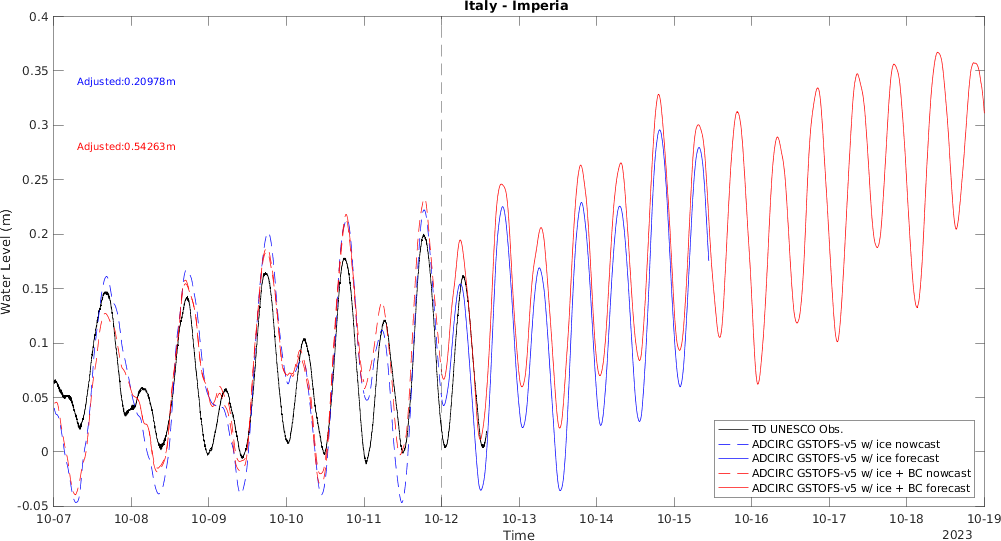 Italy - Imperia
0.4
0.35
0.3
0.25
0.2
0.15
0.1
0.05
0
-0.05
Water Level (m)
Adjusted:0.20978m
Adjusted:0.54263m
TD UNESCO Obs.
ADCIRC GSTOFS-v5 w/ ice nowcast
ADCIRC GSTOFS-v5 w/ ice forecast
ADCIRC GSTOFS-v5 w/ ice + BC nowcast
ADCIRC GSTOFS-v5 w/ ice + BC forecast
10-07 10-08 10-09 10-10 10-11 10-12 10-13 10-14 10-15 10-16 10-17 10-18 10-19
Time
2023